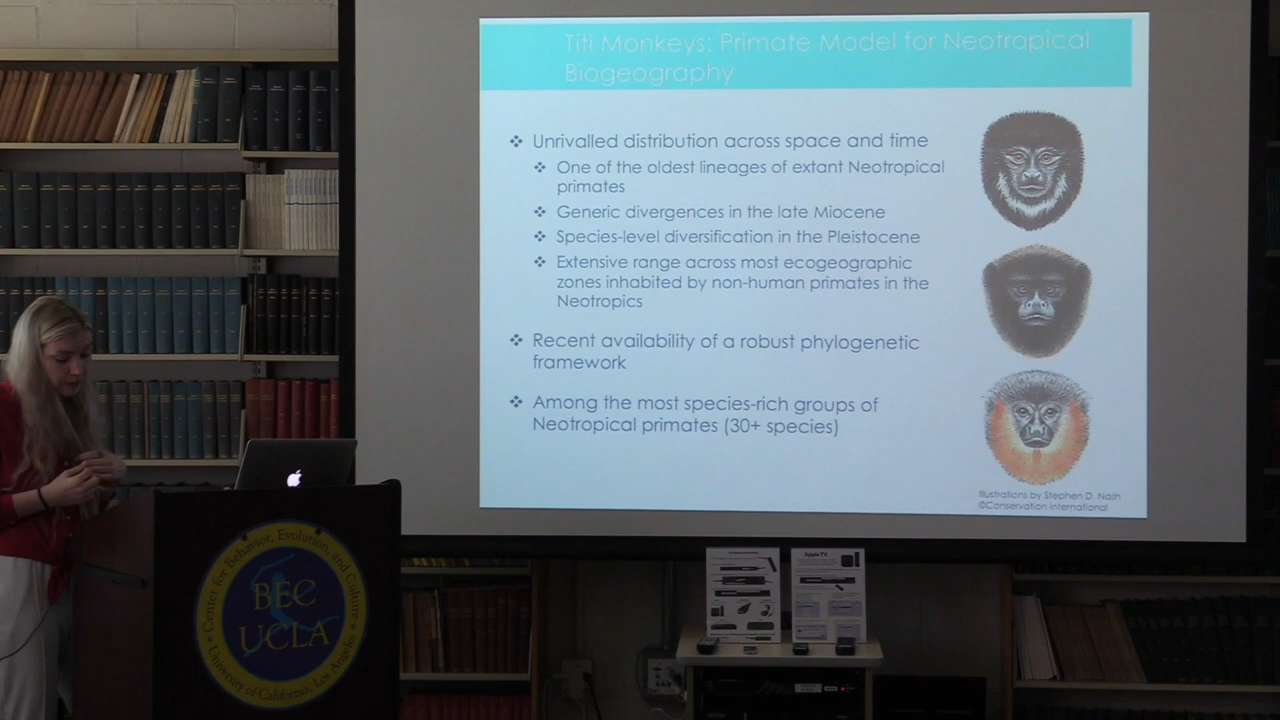 Titi Monkeys: Primate Model for Neotropical
Biogeography
❖ Unrivalled distribution across space and time
❖ One of the oldest lineages of extant Neotropical
primates
❖ Generic divergences in the late Miocene
❖ Species-level diversification in the Pleistocene
❖ Extensive range across most ecogeographic
zones inhabited by non-human primates in the
Neotropics
❖ Recent availability of a robust phylogenetic
framework
❖ Among the most species-rich groups of
Neotropical primates (30+ species)
Illustrations by Stephen D. Nash
©Conservation International
Center for Behavior, Evolution, and Culture
BEC
UCLA
University of California, Los Angeles
Apple TV